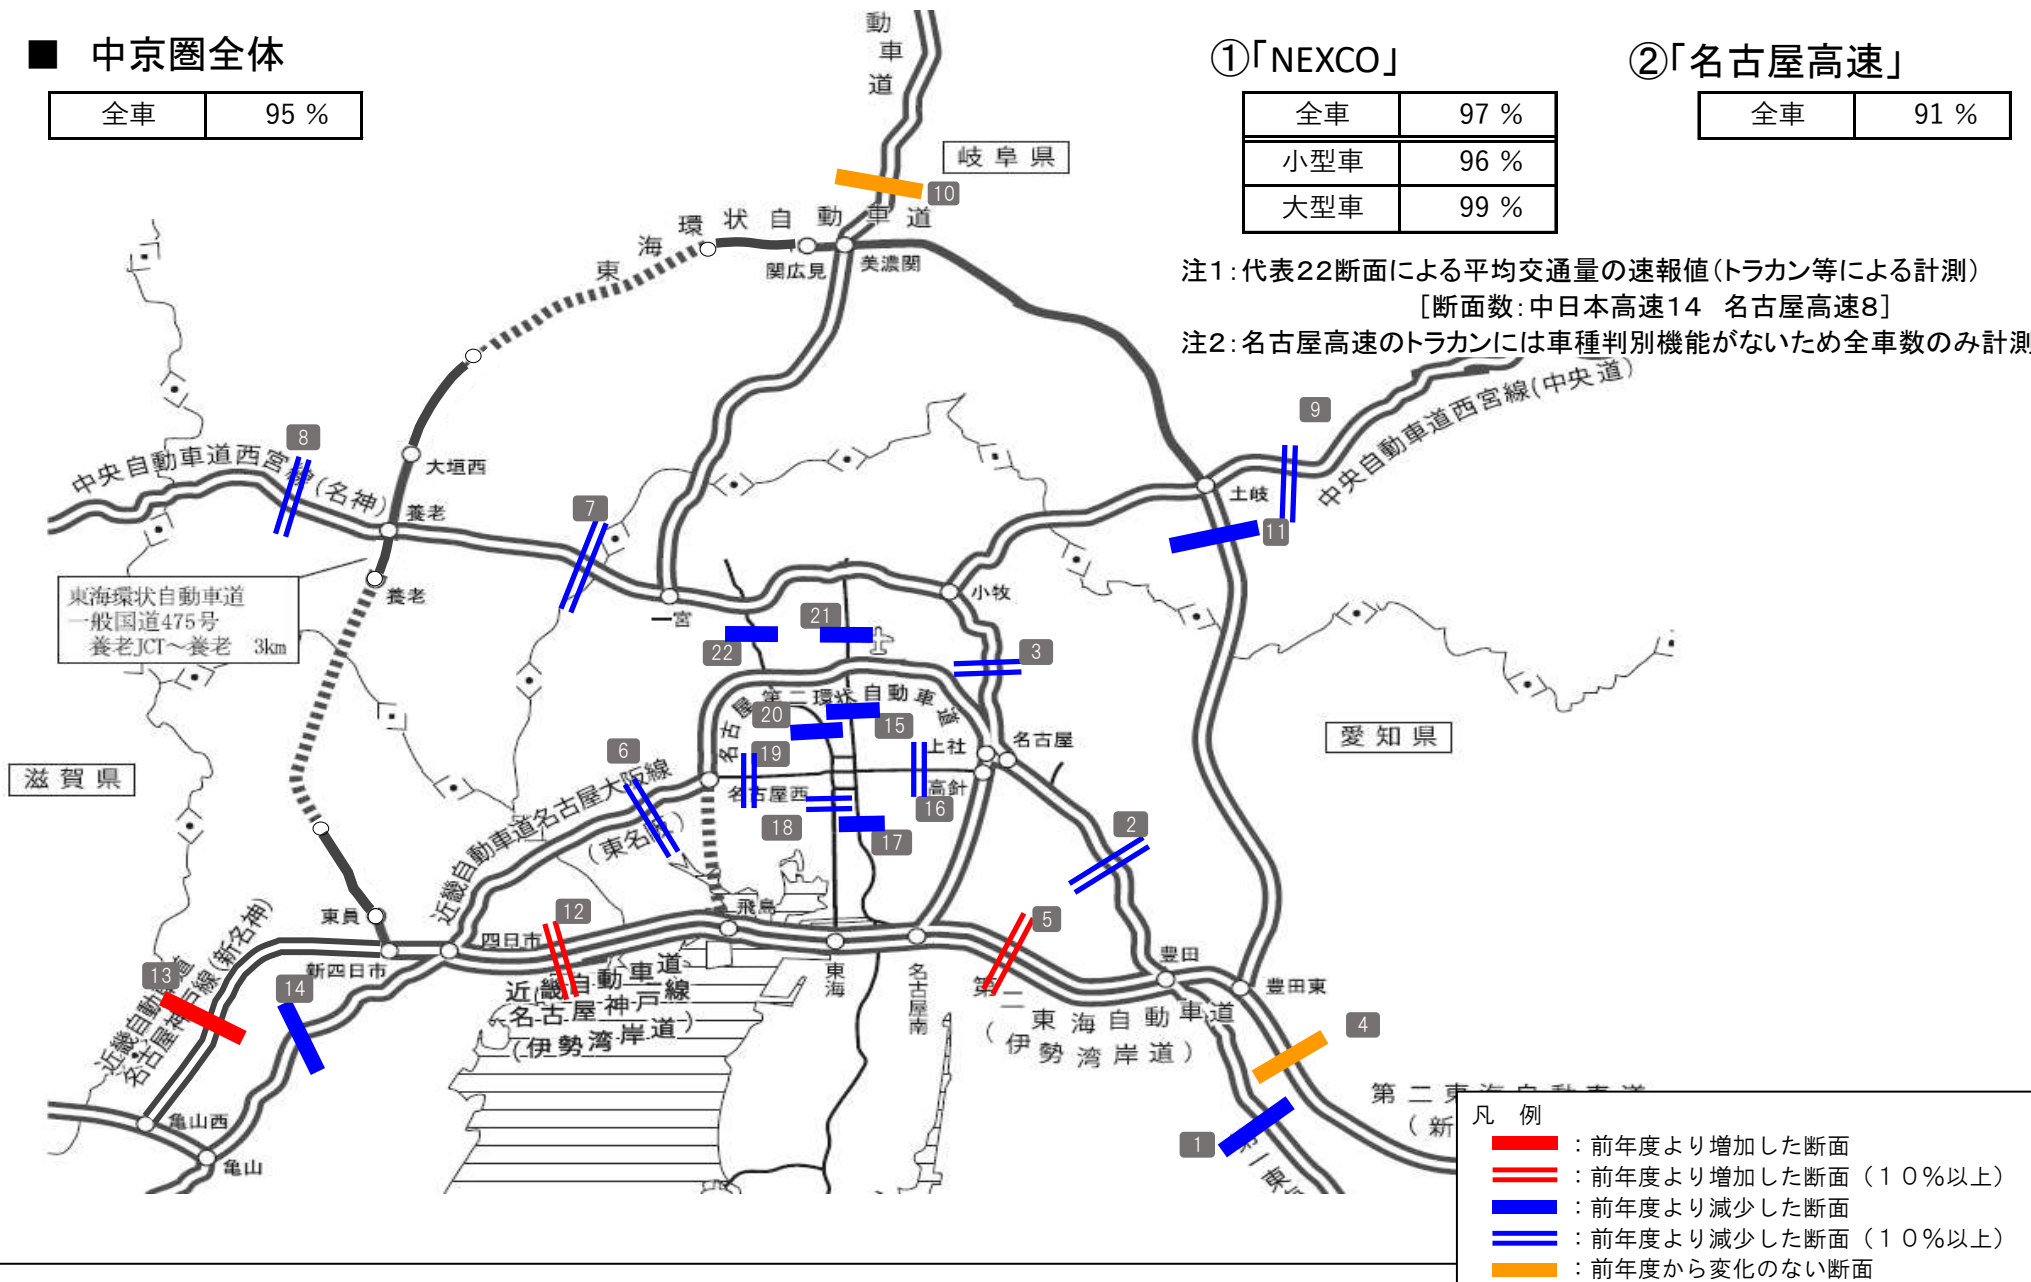 ■ 中京圏全体
全車 95 %
①「NEXCO」
全車 97 %
小型車 96 %
大型車 99 %
②「名古屋高速」
全車 91 %
注1：代表22断面による平均交通量の速報値（トラカン等による計測）
［断面数：中日本高速14　名古屋高速8］
注2：名古屋高速のトラカンには車種判別機能がないため全車数のみ計測
動車道
岐阜県
10
東海環状自動車道
関広見
美濃関
9
中央自動車道西宮線(中央道)
8
中央自動車道西宮線(名神)
大垣西
養老
7
土岐
11
東海環状自動車道
一般国道475号
養老JCT～養老　3km
養老
一宮
小牧
22
21
3
名古屋第二環状自動車道
20
15
19
上社
名古屋
愛知県
滋賀県
6
名古屋西
高針
16
18
17
2
近畿自動車道名古屋大阪線
(東名阪)
東員
12
飛島
5
四日市
新四日市
13
14
近畿自動車道
名古屋神戸線(新名神)
近畿自動車道
名古屋神戸線
(伊勢湾岸道)
東海
名古屋南
豊田
豊田東
第二東海自動車道
(伊勢湾岸道)
4
1
亀山西
亀山
第二東海自動車道
(新
第一東
凡　例
：前年度より増加した断面
：前年度より増加した断面（１０％以上）
：前年度より減少した断面
：前年度より減少した断面（１０％以上）
：前年度から変化のない断面